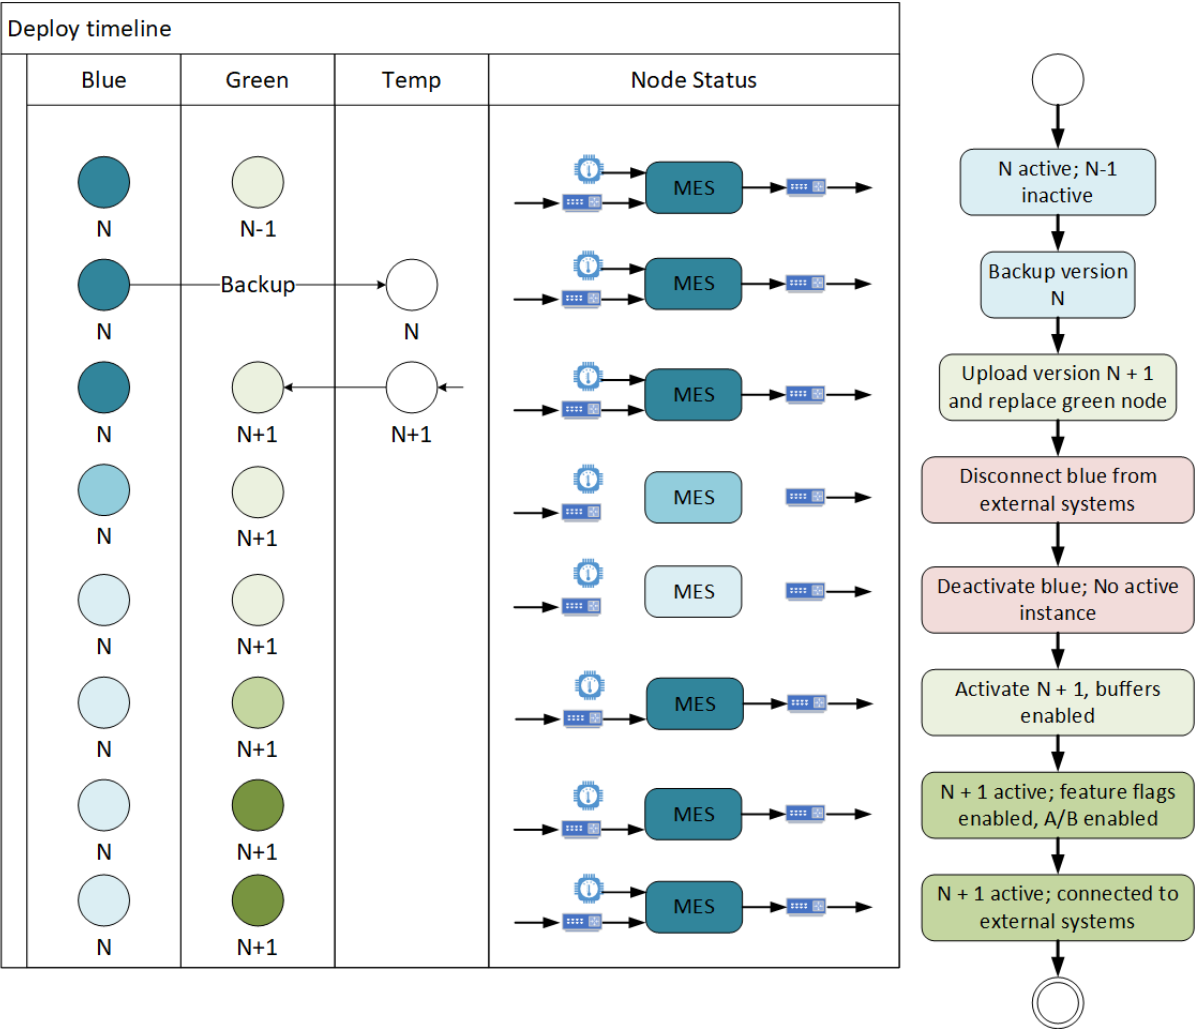 Deploy timeline
Blue
Green
Temp
Node Status
N
N-1
MES
N active; N-1
inactive
Backup
N
N
MES
Backup version
N
N
N+1
N+1
MES
Upload version N + 1
and replace green node
N
N+1
MES
Disconnect blue from
external systems
N
N+1
MES
Deactivate blue; No active
instance
N
N+1
MES
Activate N + 1, buffers
enabled
N
N+1
MES
N + 1 active; feature flags
enabled, A/B enabled
N
N+1
MES
N + 1 active; connected to
external systems